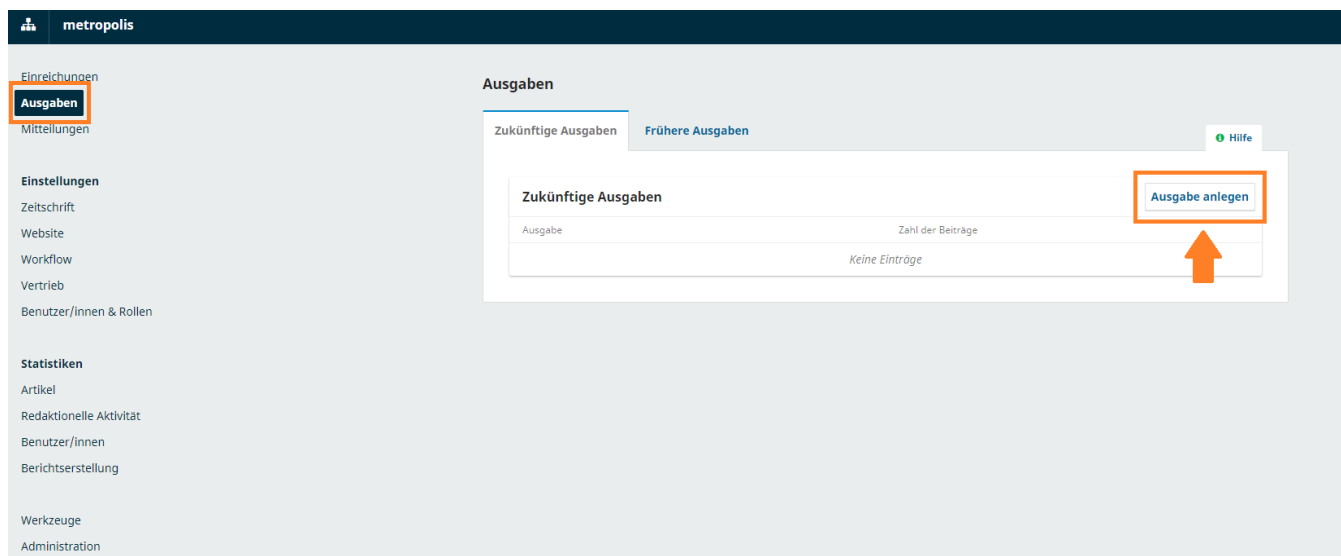 metropolis
Einreichungen
Ausgaben
Mitteilungen
Einstellungen
Zeitschrift
Website
Workflow
Vertrieb
Benutzer/innen & Rollen
Statistiken
Artikel
Redaktionelle Aktivität
Benutzer/innen
Berichtserstellung
Werkzeuge
Administration
Ausgaben
Zukünftige Ausgaben Frühere Ausgaben
Hilfe
Zukünftige Ausgaben Ausgabe anlegen
Ausgabe Zahl der Beiträge
Keine Einträge